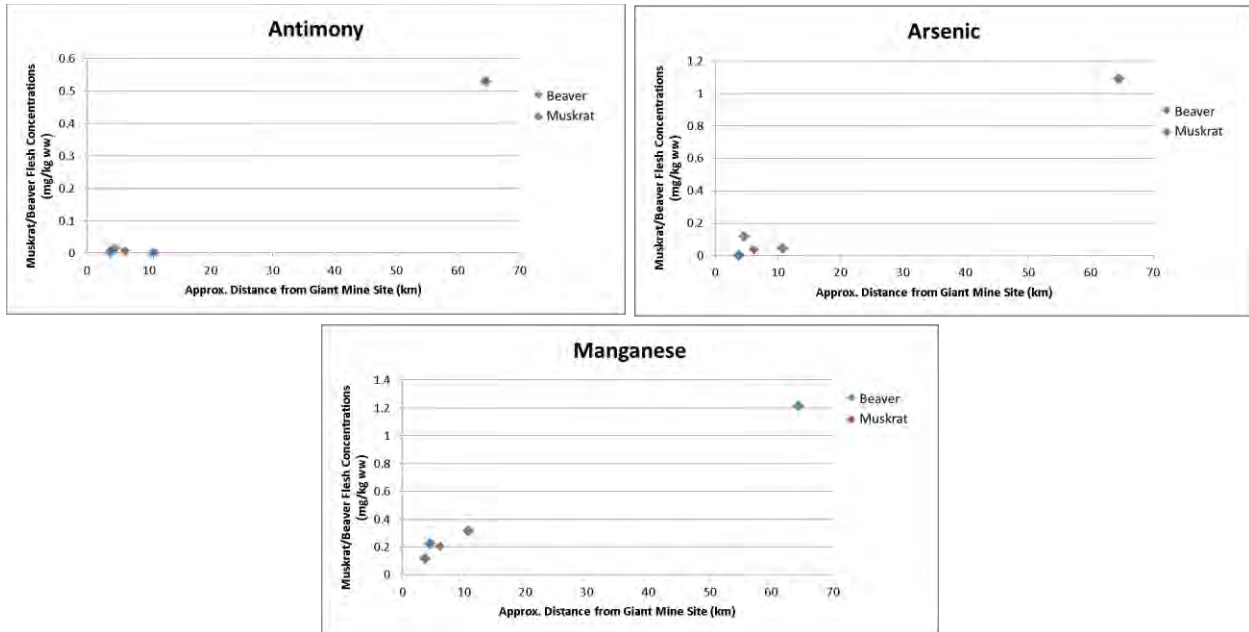 Antimony
Muskrat/Beaver Flesh Concentrations
(mg/kg ww)
0.6
0.5
0.4
0.3
0.2
0.1
0
0 10 20 30 40 50 60 70
Approx. Distance from Giant Mine Site (km)
Beaver
Muskrat
Arsenic
Muskrat/Beaver Flesh Concentrations
(mg/kg ww)
1.2
1
0.8
0.6
0.4
0.2
0
0 10 20 30 40 50 60 70
Approx. Distance from Giant Mine Site (km)
Beaver
Muskrat
Manganese
Muskrat/Beaver Flesh Concentrations
(mg/kg ww)
1.4
1.2
1
0.8
0.6
0.4
0.2
0
0 10 20 30 40 50 60 70
Approx. Distance from Giant Mine Site (km)
Beaver
Muskrat